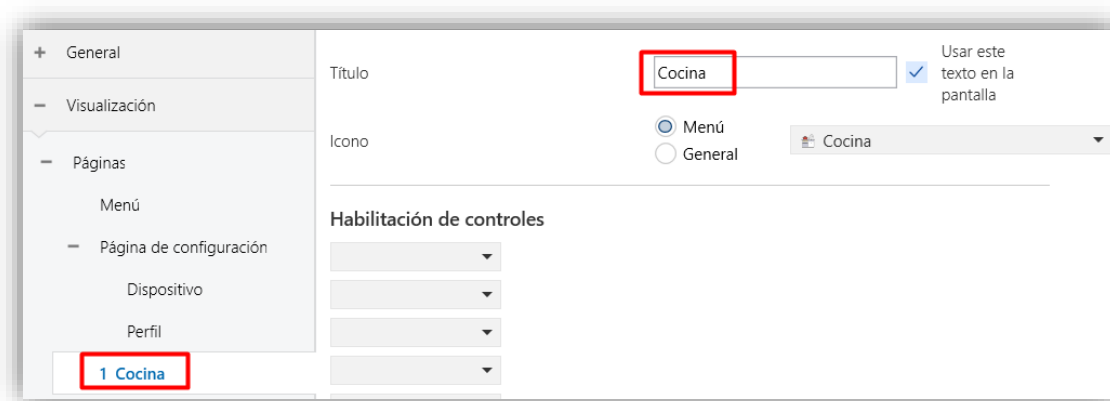 + General
− Visualización
− Páginas
Menú
− Página de configuración
Dispositivo
Perfil
1 Cocina
Título
Cocina
Usar este
texto en la
pantalla
Icono
Menú
General
Cocina
Habilitación de controles